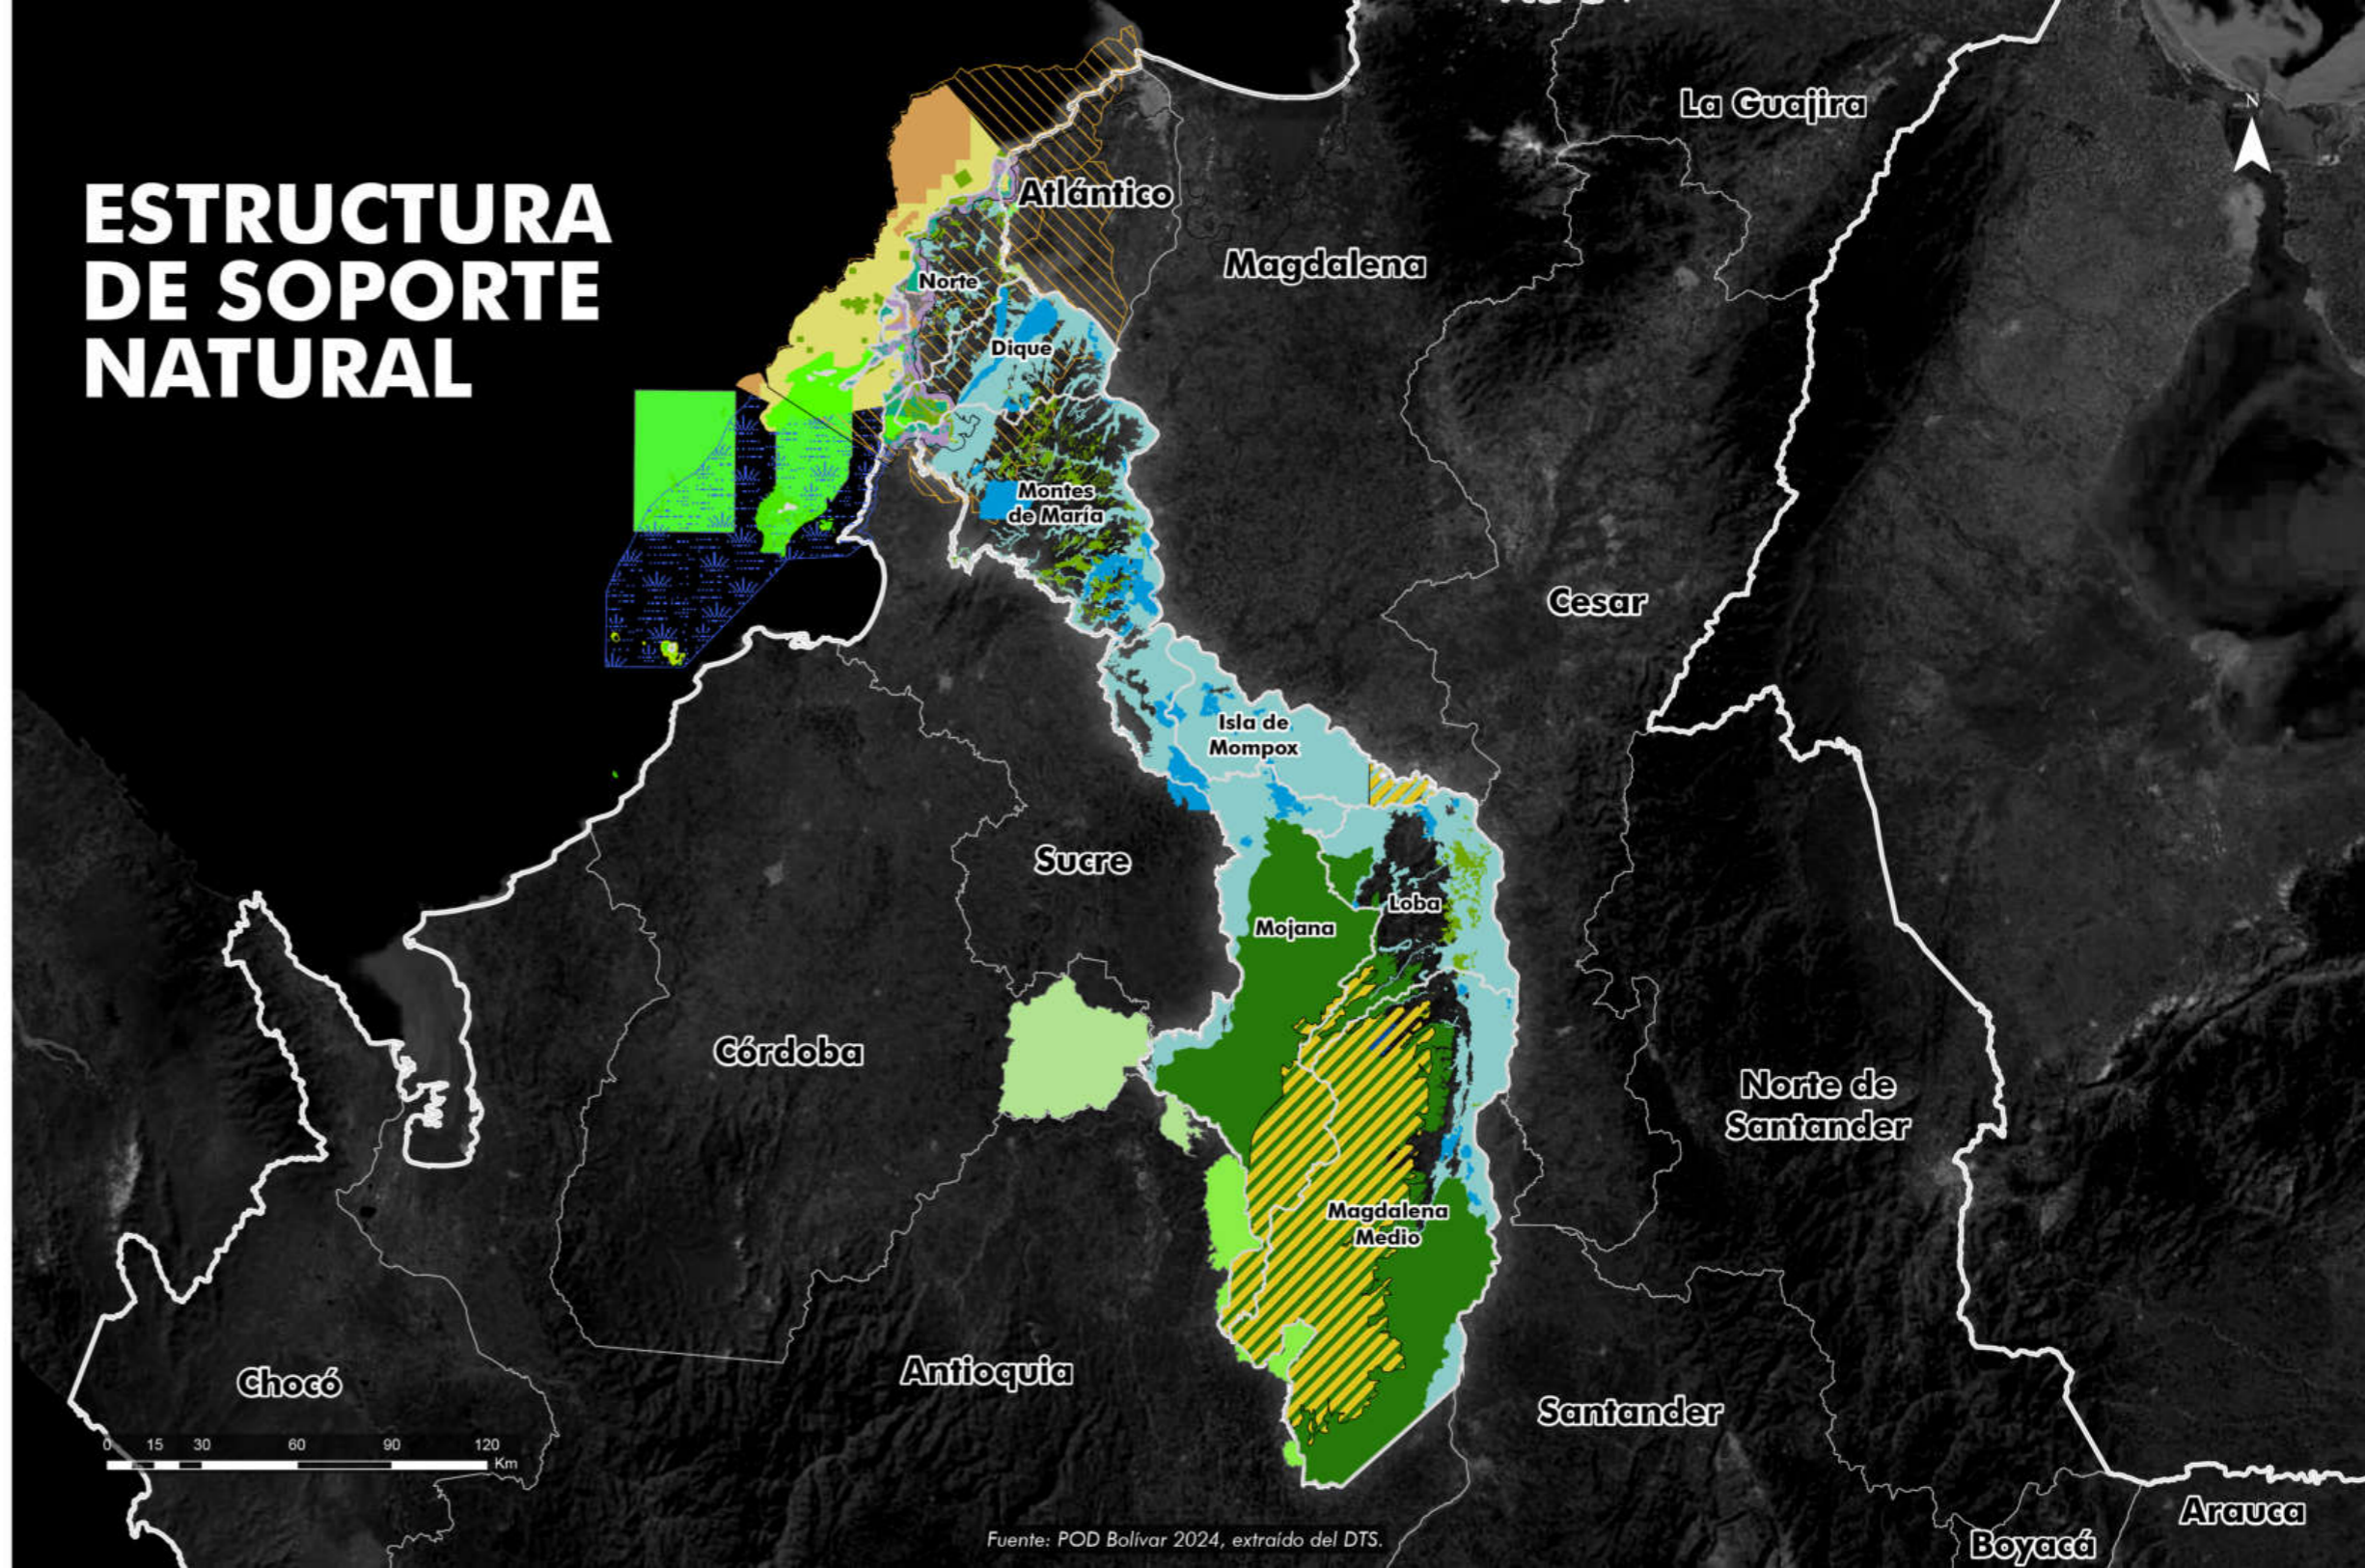 ESTRUCTURA
DE SOPORTE
NATURAL
N
La Guajira
Atlántico
Magdalena
Norte
Dique
Montes
de María
Cesar
Isla de
Mompox
Sucre
Loba
Mojana
Córdoba
Norte de
Santander
Magdalena
Medio
Antioquia
Chocó
Santander
0 15 30 60 90 120
Km
Arauca
Boyacá
Fuente: POD Bolívar 2024, extraído del DTS.